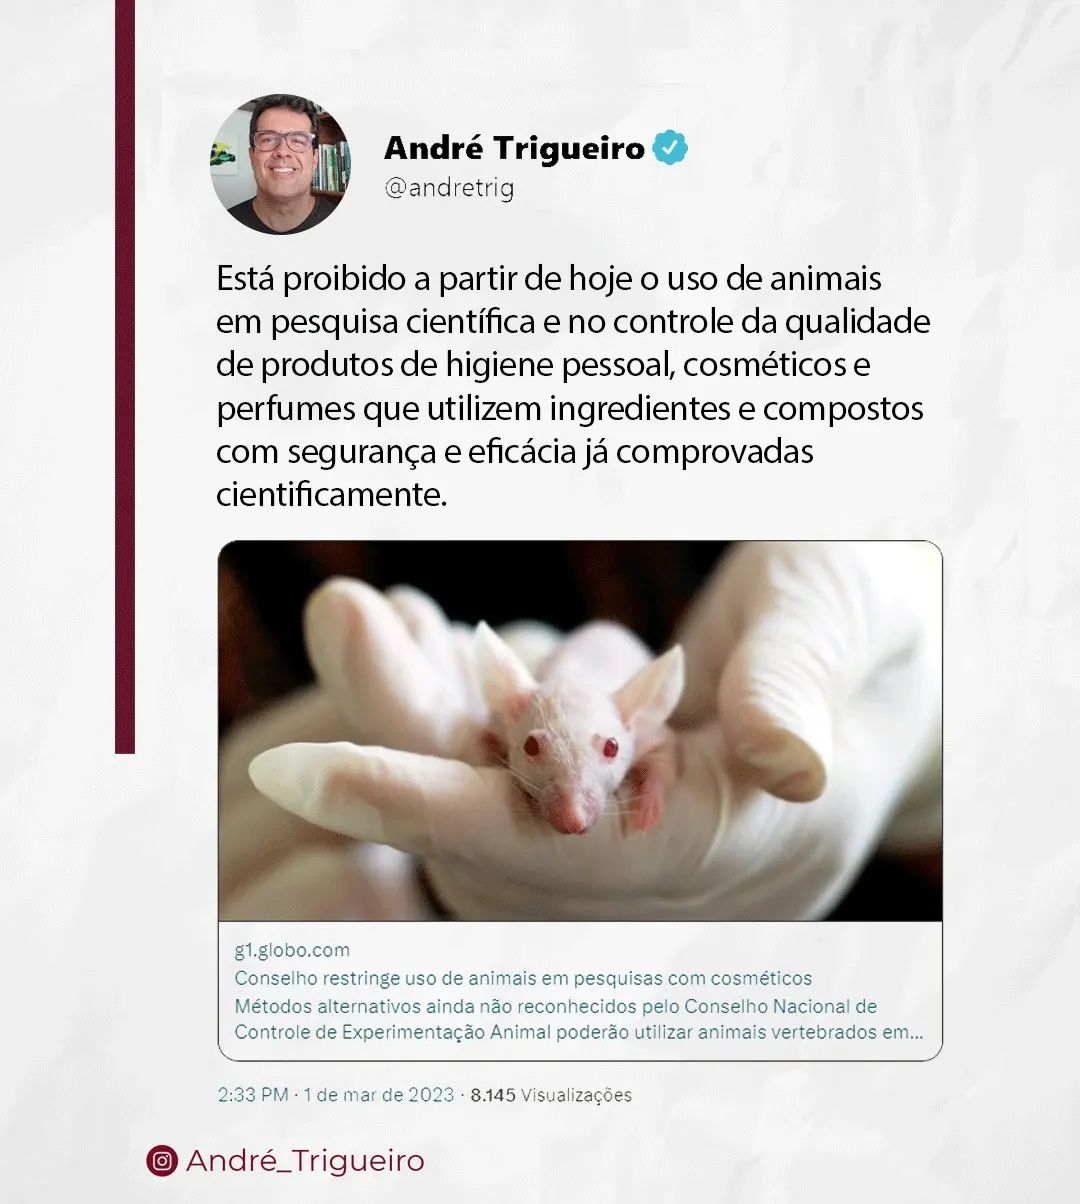 André Trigueiro
@andretrig
Está proibido a partir de hoje o uso de animais
em pesquisa científica e no controle da qualidade
de produtos de higiene pessoal, cosméticos e
perfumes que utilizem ingredientes e compostos
com segurança e eficácia já comprovadas
cientificamente.
g1.globo.com
Conselho restringe uso de animais em pesquisas com cosméticos
Métodos alternativos ainda não reconhecidos pelo Conselho Nacional de
Controle de Experimentação Animal poderão utilizar animais vertebrados em...
2:33 PM · 1 de mar de 2023 · 8.145 Visualizações
André_Trigueiro